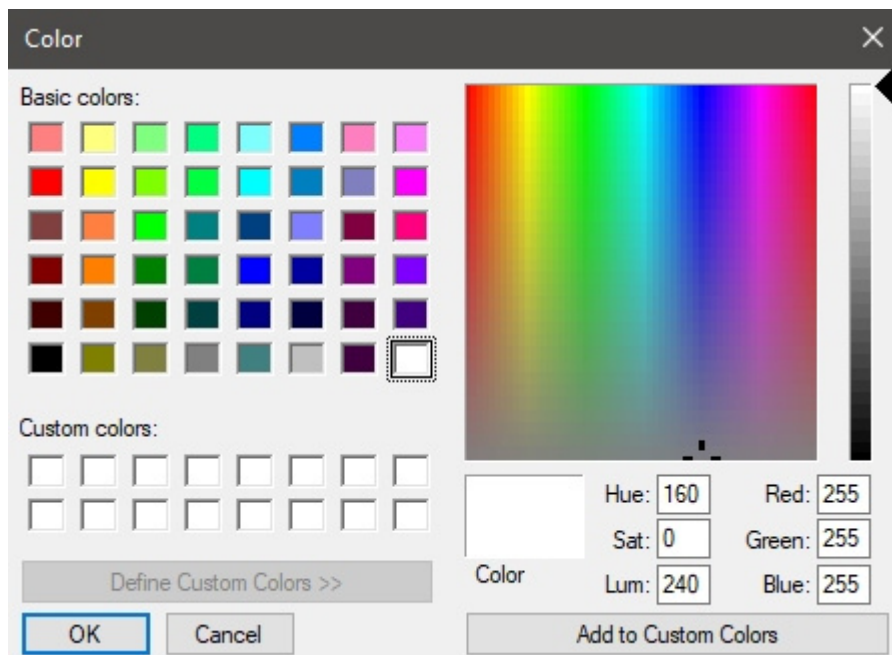 Color
Basic colors:
Custom colors:
Define Custom Colors >>
OK
Cancel
Color
Hue: 160
Sat: 0
Lum: 240
Red: 255
Green: 255
Blue: 255
Add to Custom Colors